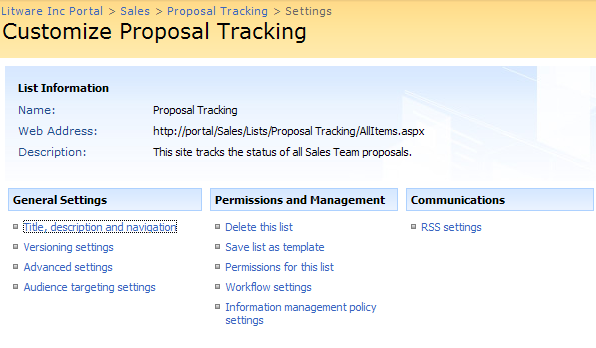 Litware Inc Portal > Sales > Proposal Tracking > Settings
Customize Proposal Tracking
List Information
Name: Proposal Tracking
Web Address: http://portal/Sales/Lists/Proposal Tracking/AllItems.aspx
Description: This site tracks the status of all Sales Team proposals.
General Settings
Title, description and navigation
Versioning settings
Advanced settings
Audience targeting settings
Permissions and Management
Delete this list
Save list as template
Permissions for this list
Workflow settings
Information management policy
settings
Communications
RSS settings